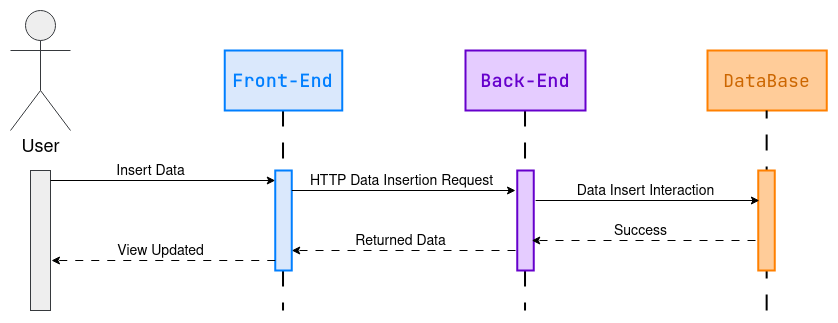 Front-End
Back-End
DataBase
User
Insert Data
HTTP Data Insertion Request
Data Insert Interaction
Success
Returned Data
View Updated